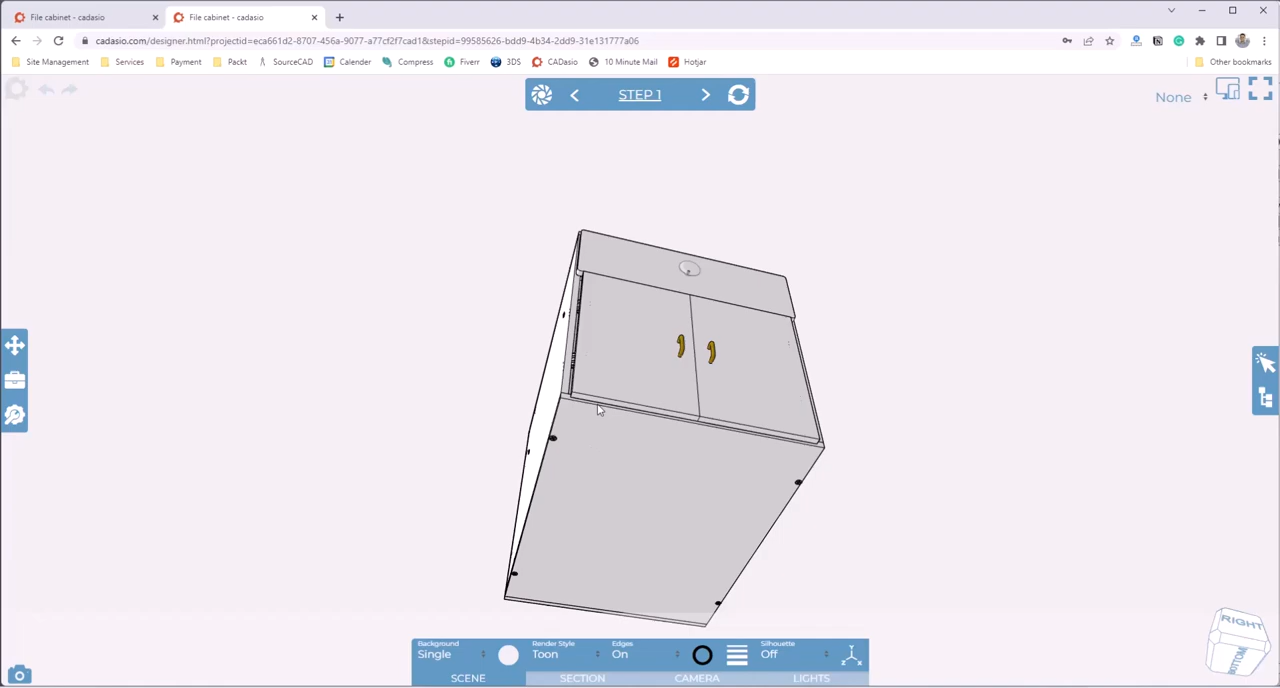 File cabinet - cadasio
File cabinet - cadasio
cadasio.com/designer.html?projectid=eca661d2-8707-456a-9077-a77cf2f7cad1&stepid=99585626-bdd9-4b34-2dd9-31e131777a06
Site Management Services Payment Packt SourceCAD Calender Compress Fiverr 3DS CADasio 10 Minute Mail Hotjar Other bookmarks
STEP 1
None
RIGHT
BOTTOM
Background Render Style Edges Silhouette
Single Toon On Off
SCENE SECTION CAMERA LIGHTS